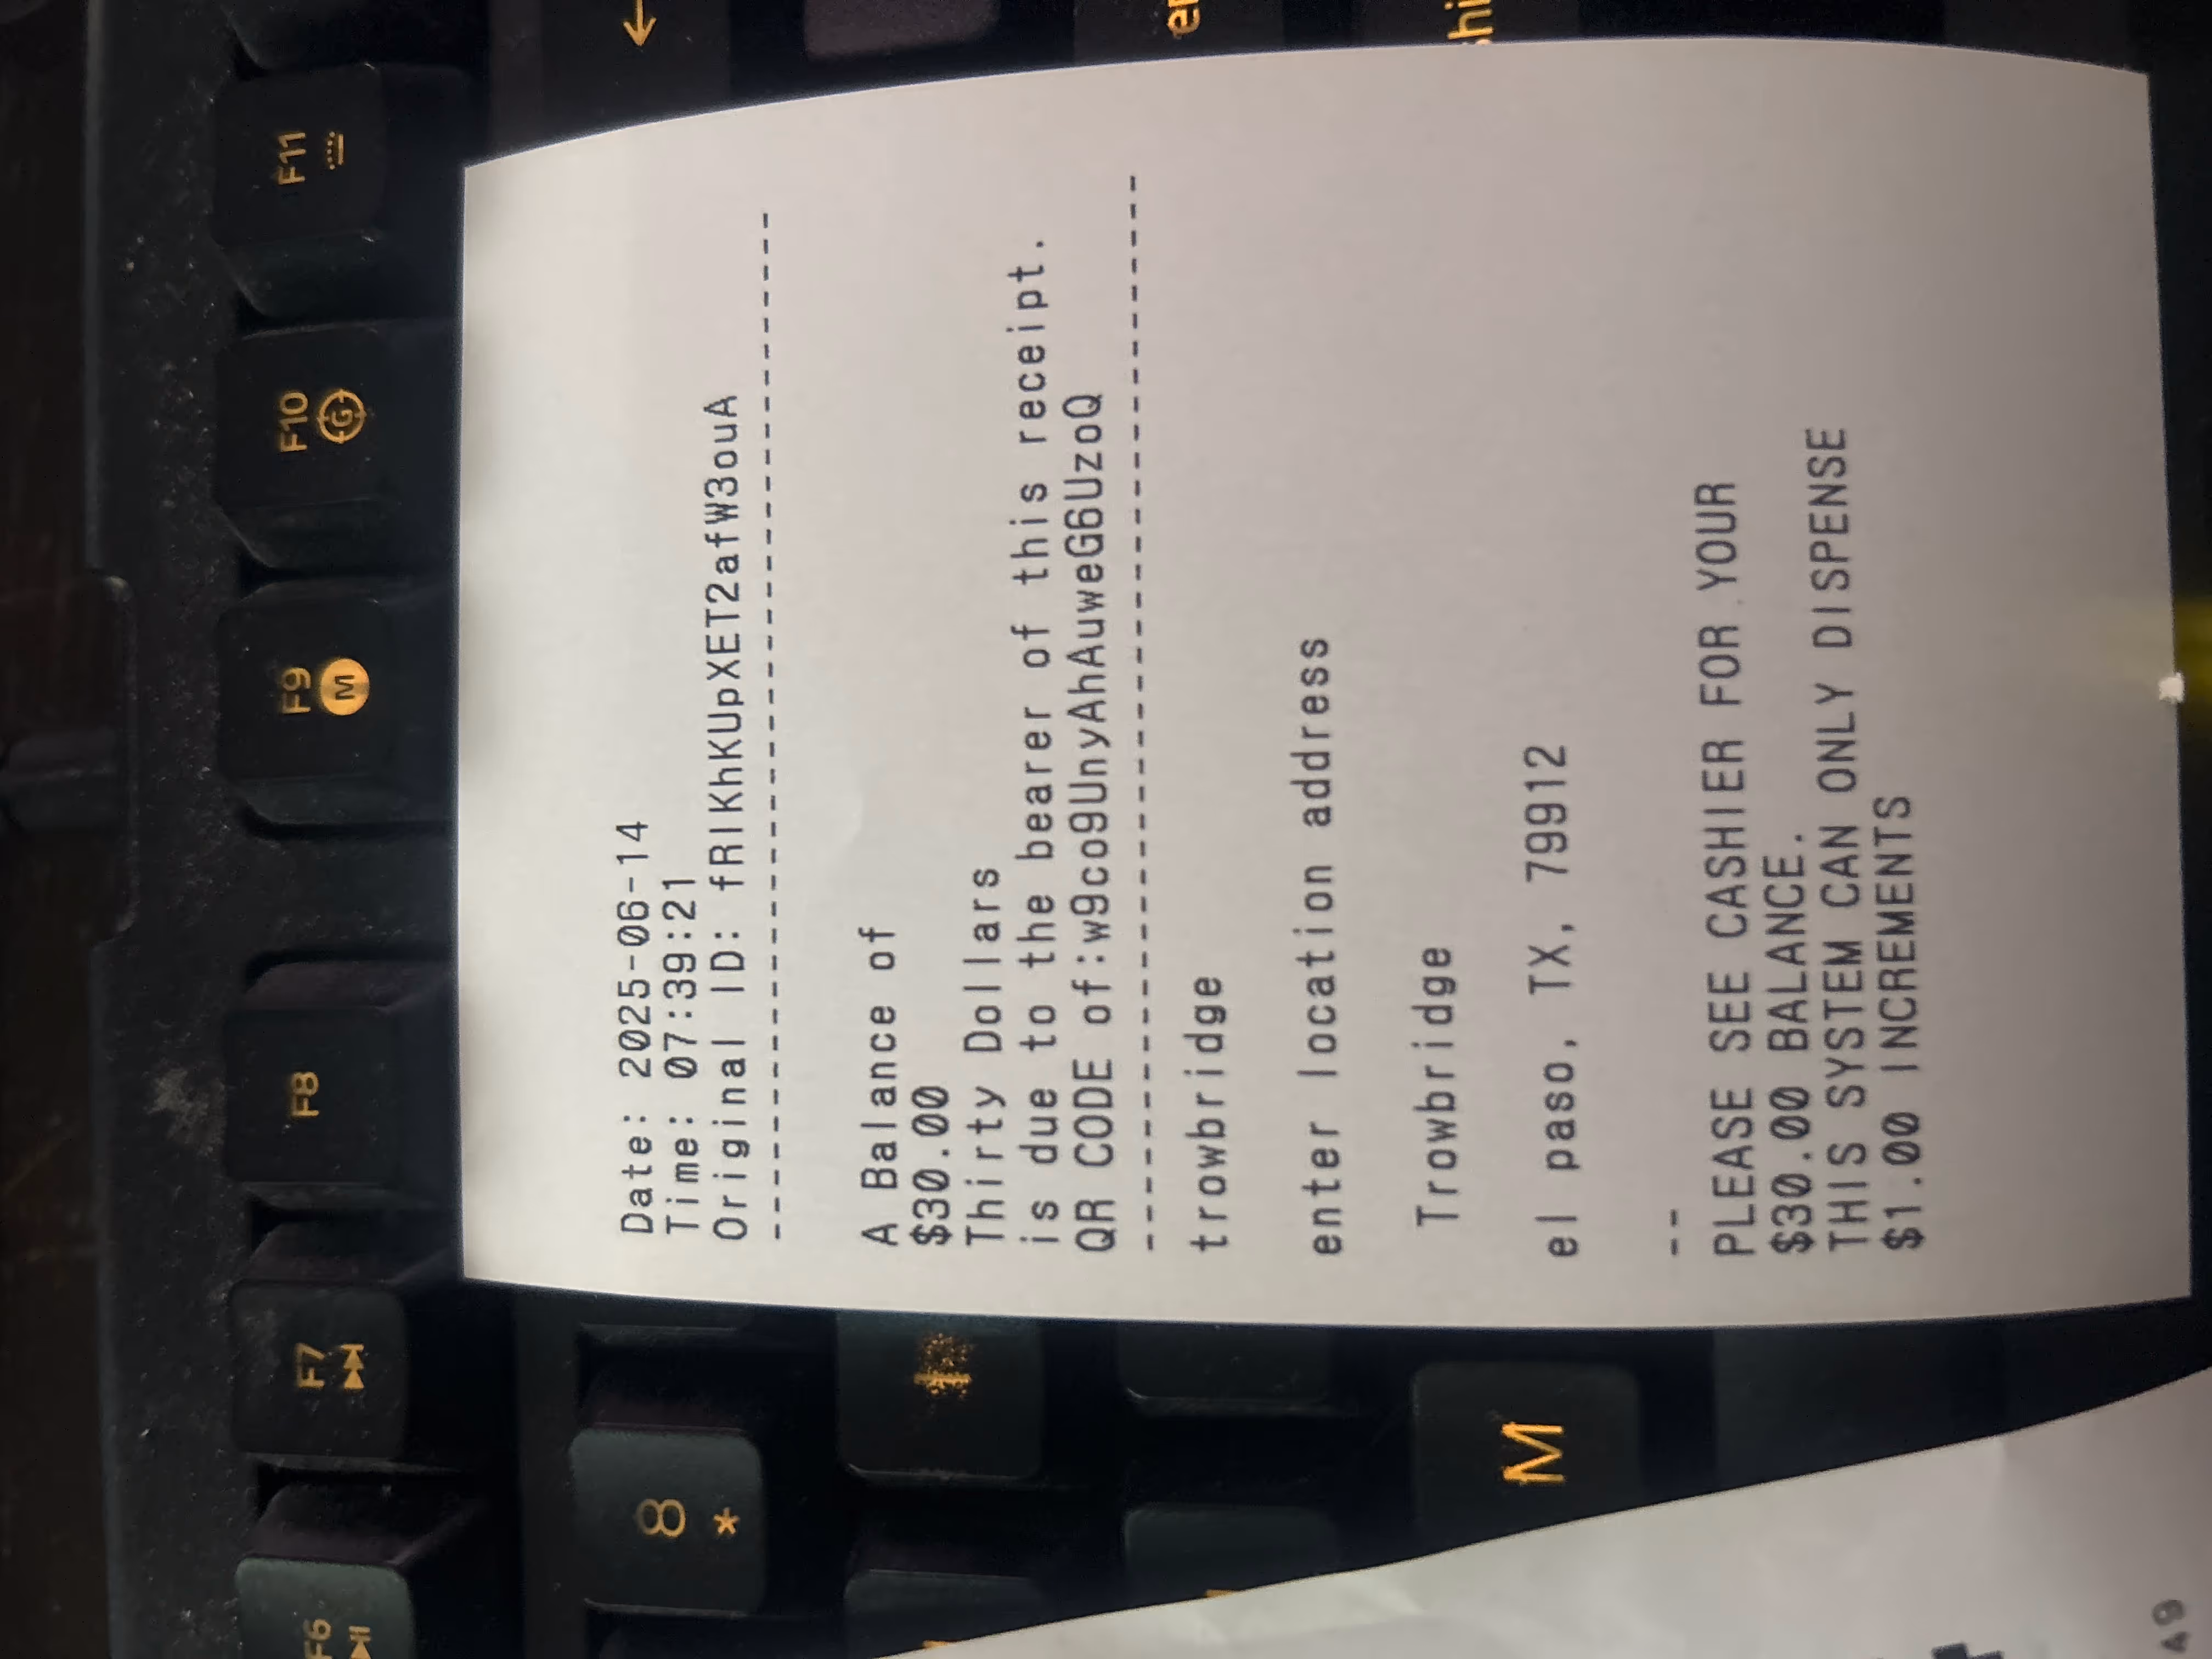 Date: 2025-06-14
Time: 07:39:21
Original ID: fRIKhKUpXET2afW3ouA
--------------------------------------
A Balance of
$30.00
Thirty Dollars
is due to the bearer of this receipt.
QR CODE of:w9co9UnyAhAuweG6UzoQ
---------------------------------------
trowbridge
enter location address
Trowbridge
el paso, TX, 79912
--
PLEASE SEE CASHIER FOR YOUR
$30.00 BALANCE.
THIS SYSTEM CAN ONLY DISPENSE
$1.00 INCREMENTS
F6
F7
F8
F9
M
F10
G
F11
8
*
M